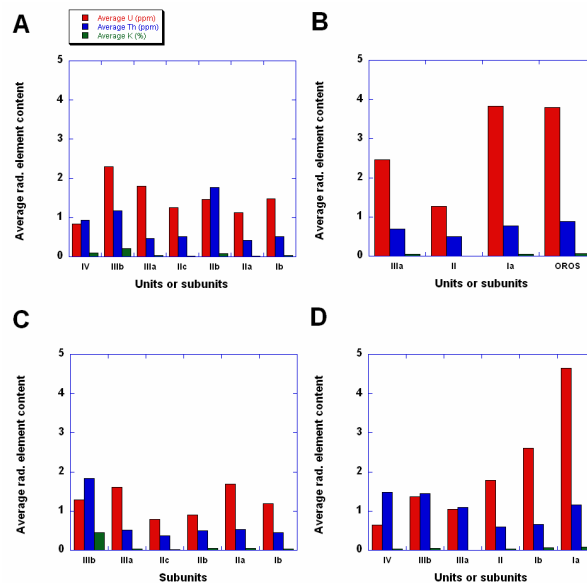 A
Average U (ppm)
Average Th (ppm)
Average K (%)
Average rad. element content
5
4
3
2
1
0
IV IIIb IIIa IIc IIb IIa Ib
Units or subunits
B
Average rad. element content
5
4
3
2
1
0
IIIa II Ia OROS
Units or subunits
C
Average rad. element content
5
4
3
2
1
0
IIIb IIIa IIc IIb IIa Ib
Subunits
D
Average rad. element content
5
4
3
2
1
0
IV IIIb IIIa II Ib Ia
Units or subunits